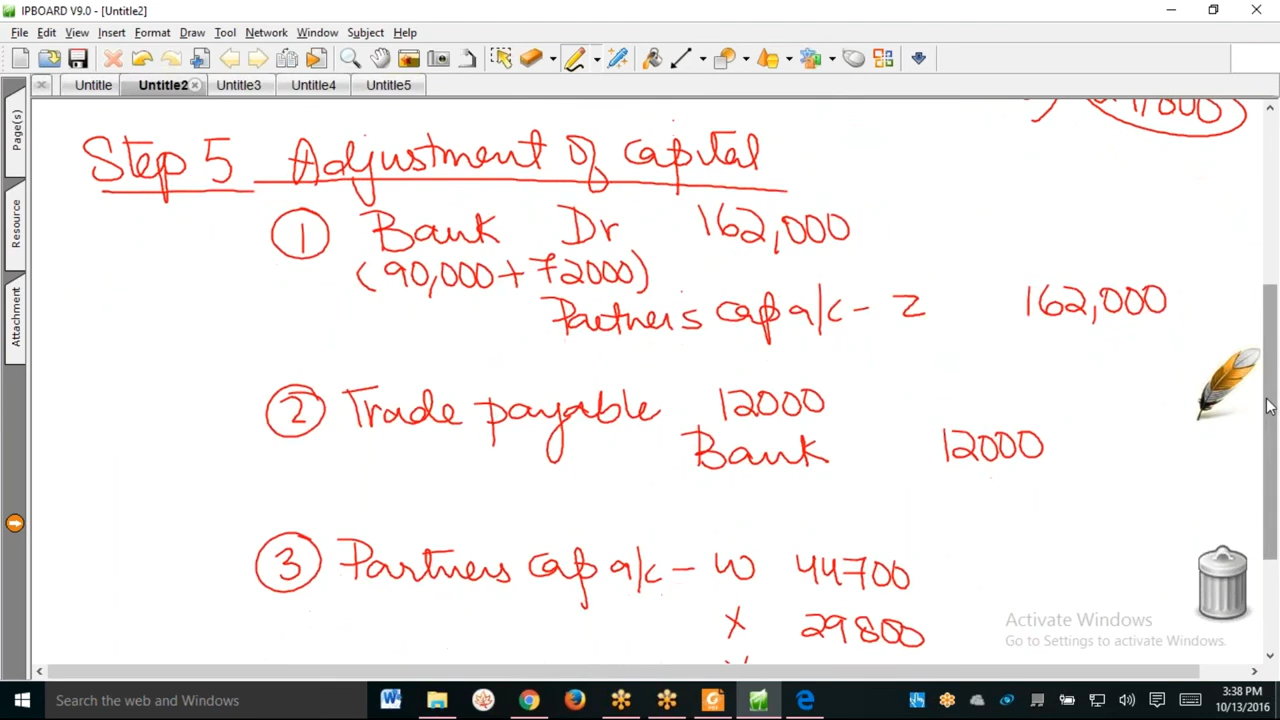 IPBOARD V9.0 - [Untitle2]
File Edit View Insert Format Draw Tool Network Window Subject Help
Untitle Untitle2 Untitle3 Untitle4 Untitle5
Page(s)
Resource
Attachment
Step 5 Adjustment of capital
① Bank Dr 162,000
(90,000+72000)
Partners cap a/c - Z 162,000
② Trade payable 12000
Bank 12000
③ Partners cap a/c - W 44700
X 29800
Activate Windows
Go to Settings to activate Windows.
Search the web and Windows
3:38 PM
10/13/2016